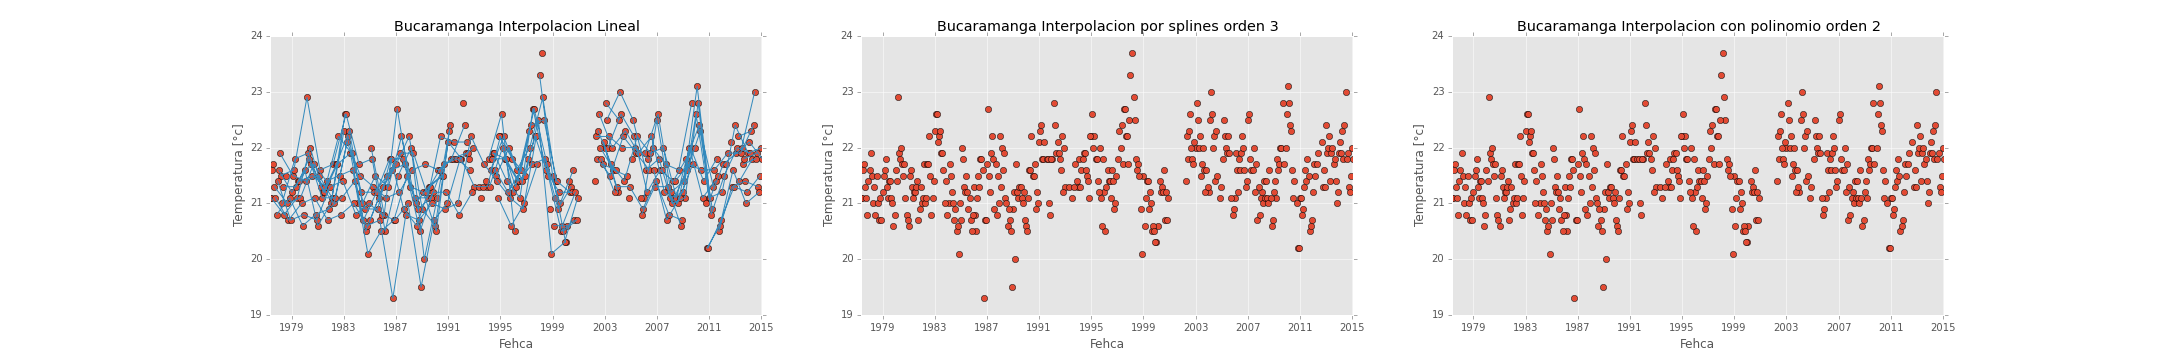 Bucaramanga Interpolacion Lineal
Temperatura [°c]
24
23
22
21
20
19
1979 1983 1987 1991 1995 1999 2003 2007 2011 2015
Fehca
Bucaramanga Interpolacion por splines orden 3
Temperatura [°c]
24
23
22
21
20
19
1979 1983 1987 1991 1995 1999 2003 2007 2011 2015
Fehca
Bucaramanga Interpolacion con polinomio orden 2
Temperatura [°c]
24
23
22
21
20
19
1979 1983 1987 1991 1995 1999 2003 2007 2011 2015
Fehca